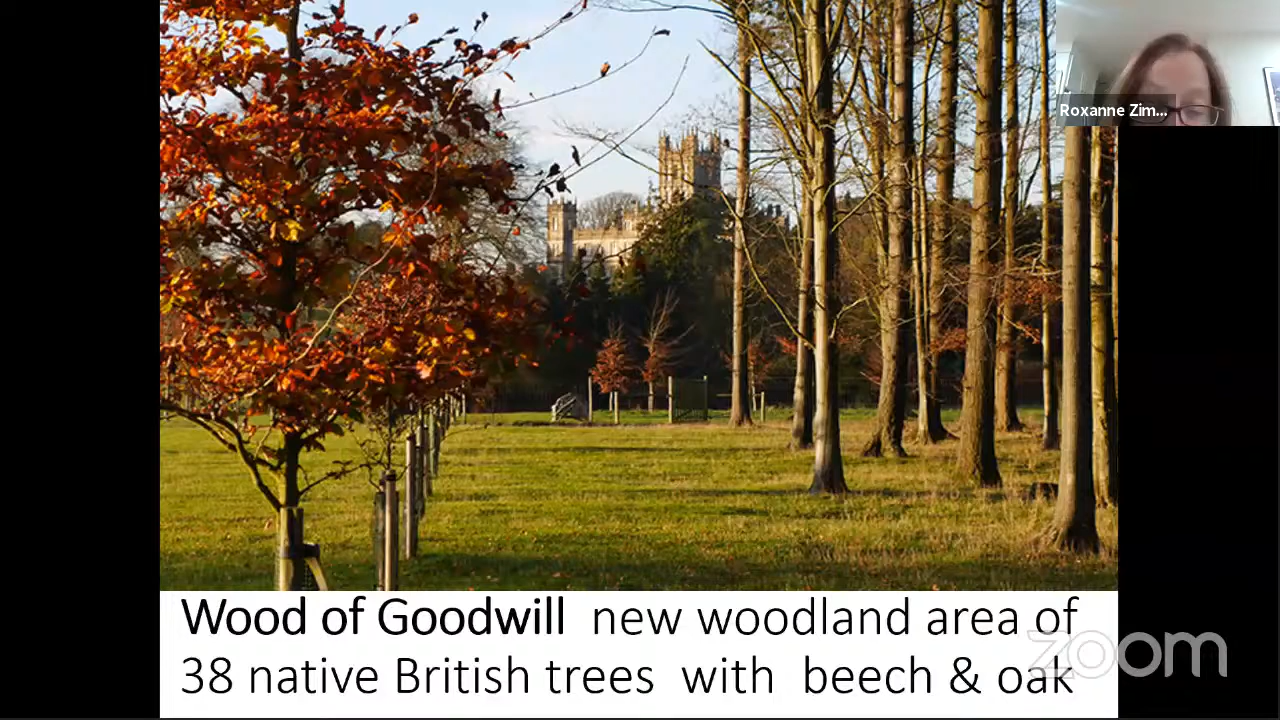 Roxanne Zim...
Wood of Goodwill new woodland area of
38 native British trees with beech & oak
zoom